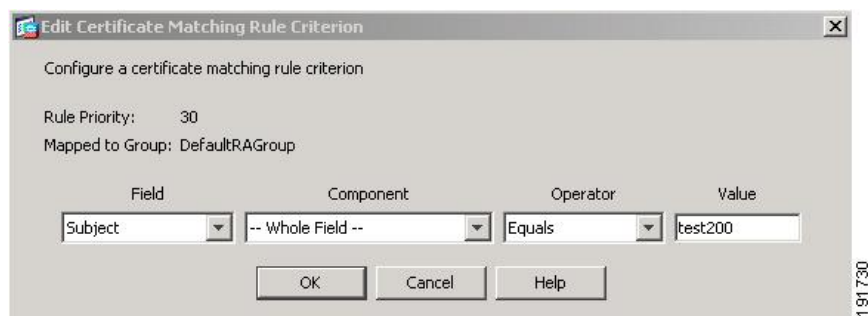 Edit Certificate Matching Rule Criterion
Configure a certificate matching rule criterion
Rule Priority: 30
Mapped to Group: DefaultRAGroup
Field Component Operator Value
Subject -- Whole Field -- Equals test200
OK Cancel Help
191730